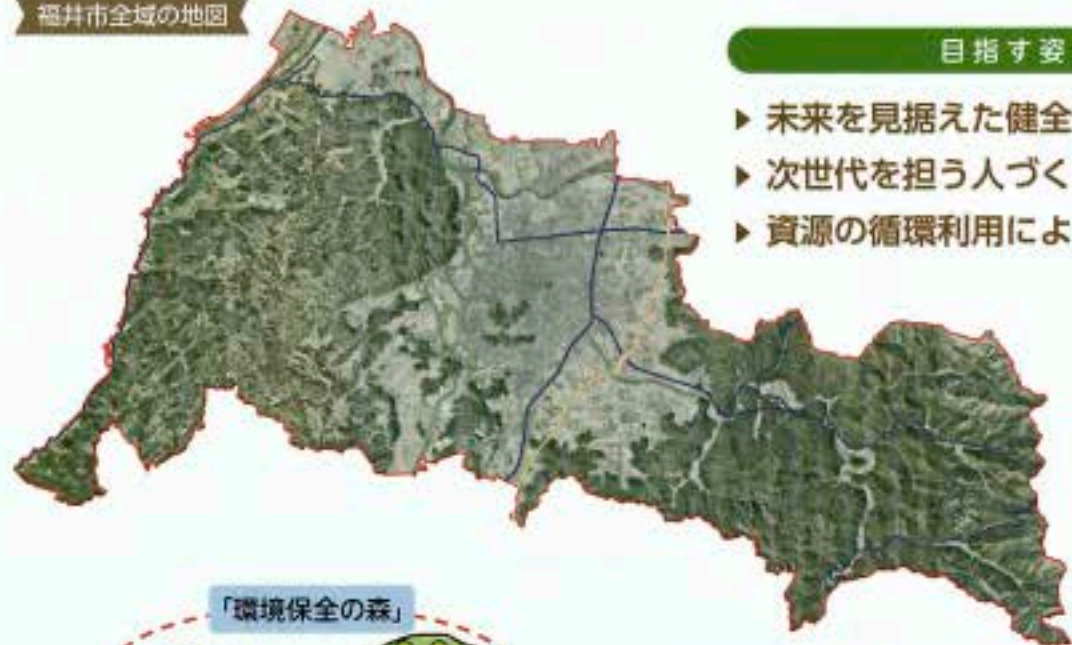 福井市全域の地図
目指す姿
▶ 未来を見据えた健全
▶ 次世代を担う人づく
▶ 資源の循環利用によ
「環境保全の森」